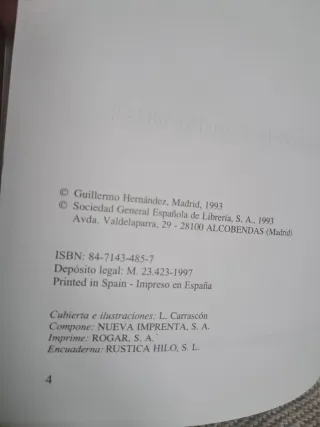 © Guillermo Hernández, Madrid, 1993
© Sociedad General Española de Librería, S. A., 1993
Avda. Valdelaparra, 29 - 28100 ALCOBENDAS (Madrid)
ISBN: 84-7143-485-7
Depósito legal: M. 23.423-1997
Printed in Spain - Impreso en España
Cubierta e ilustraciones: L. Carrascón
Compone: NUEVA IMPRENTA, S. A.
Imprime: ROGAR, S. A.
Encuaderna: RUSTICA HILO, S. L.
4